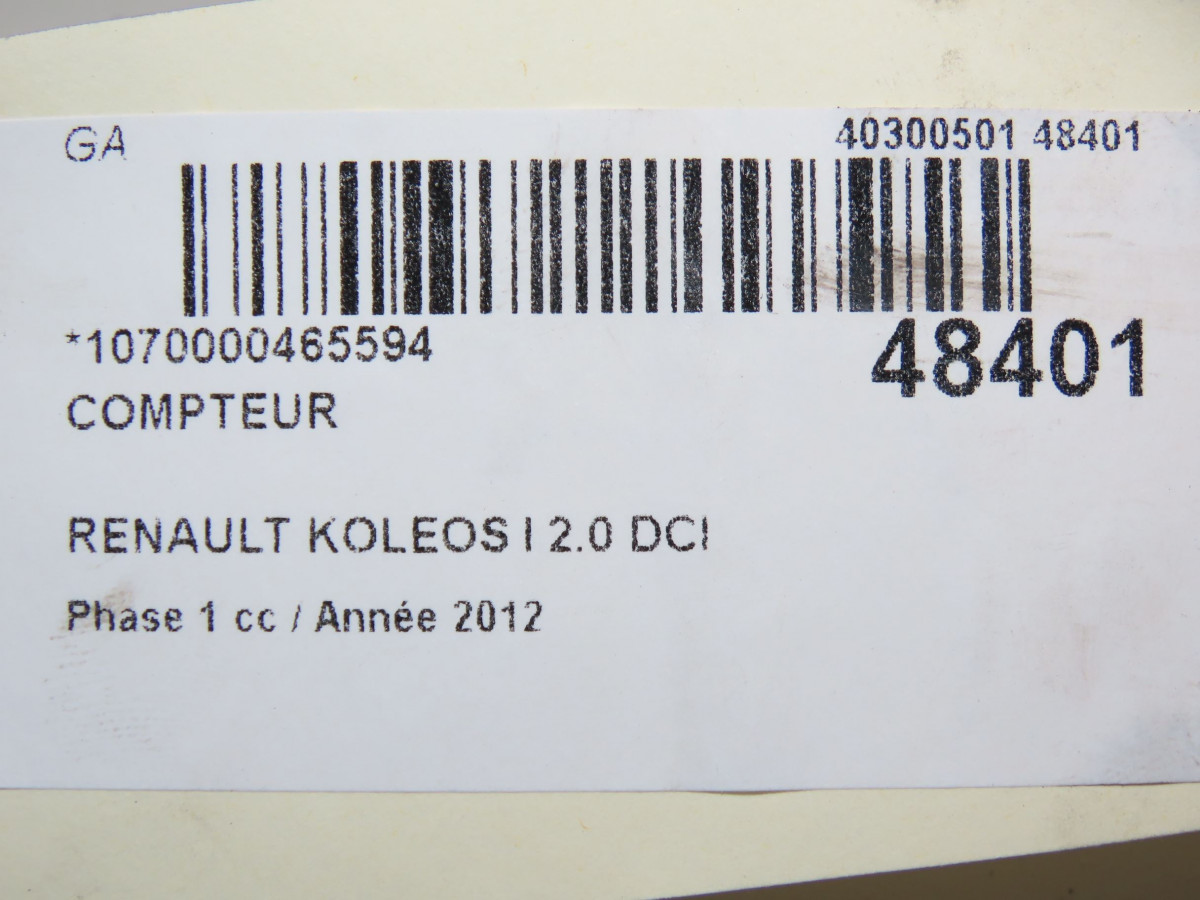 GA 40300501 48401
*1070000465594 48401
COMPTEUR
RENAULT KOLEOS I 2.0 DCI
Phase 1 cc / Année 2012